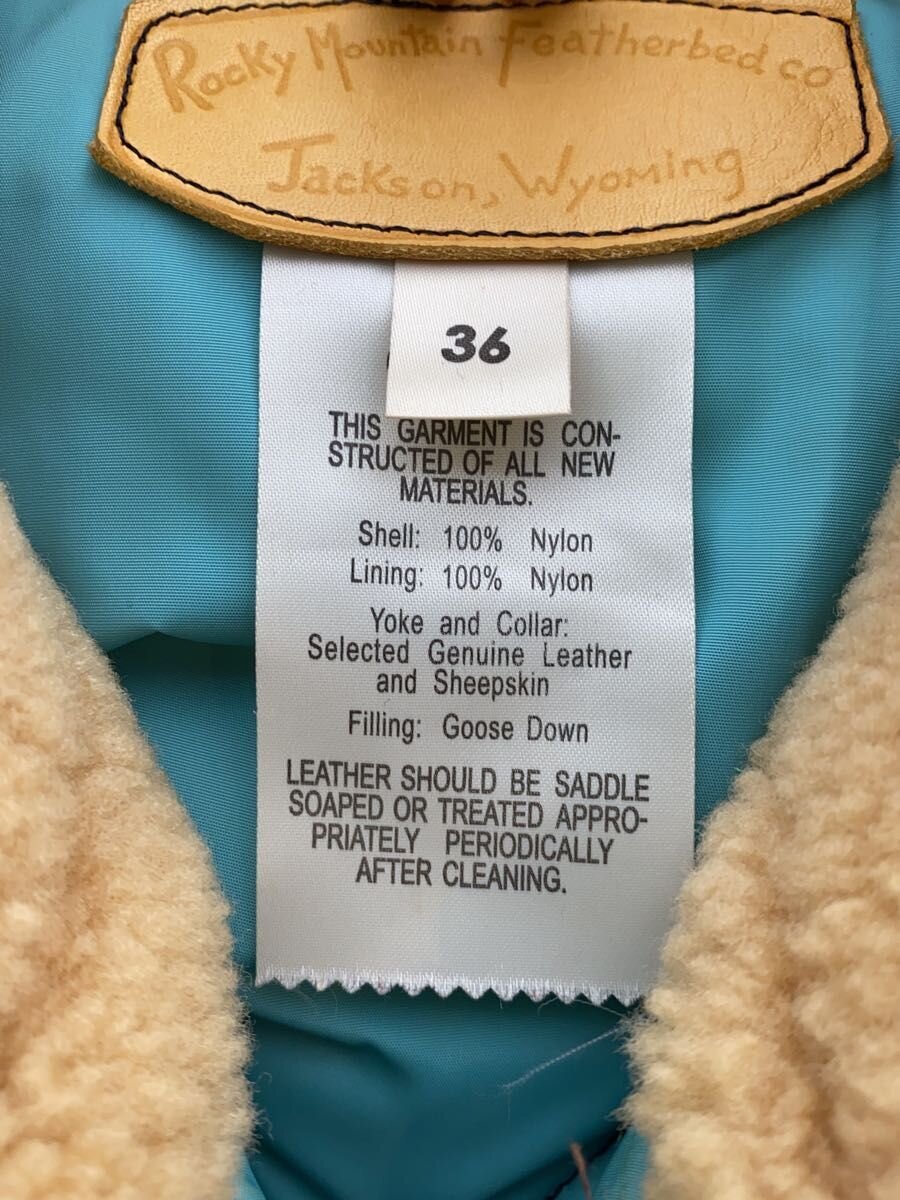 Rocky Mountain Featherbed co
Jackson, Wyoming
36
THIS GARMENT IS CON-
STRUCTED OF ALL NEW
MATERIALS.
Shell: 100% Nylon
Lining: 100% Nylon
Yoke and Collar:
Selected Genuine Leather
and Sheepskin
Filling: Goose Down
LEATHER SHOULD BE SADDLE
SOAPED OR TREATED APPRO-
PRIATELY PERIODICALLY
AFTER CLEANING.